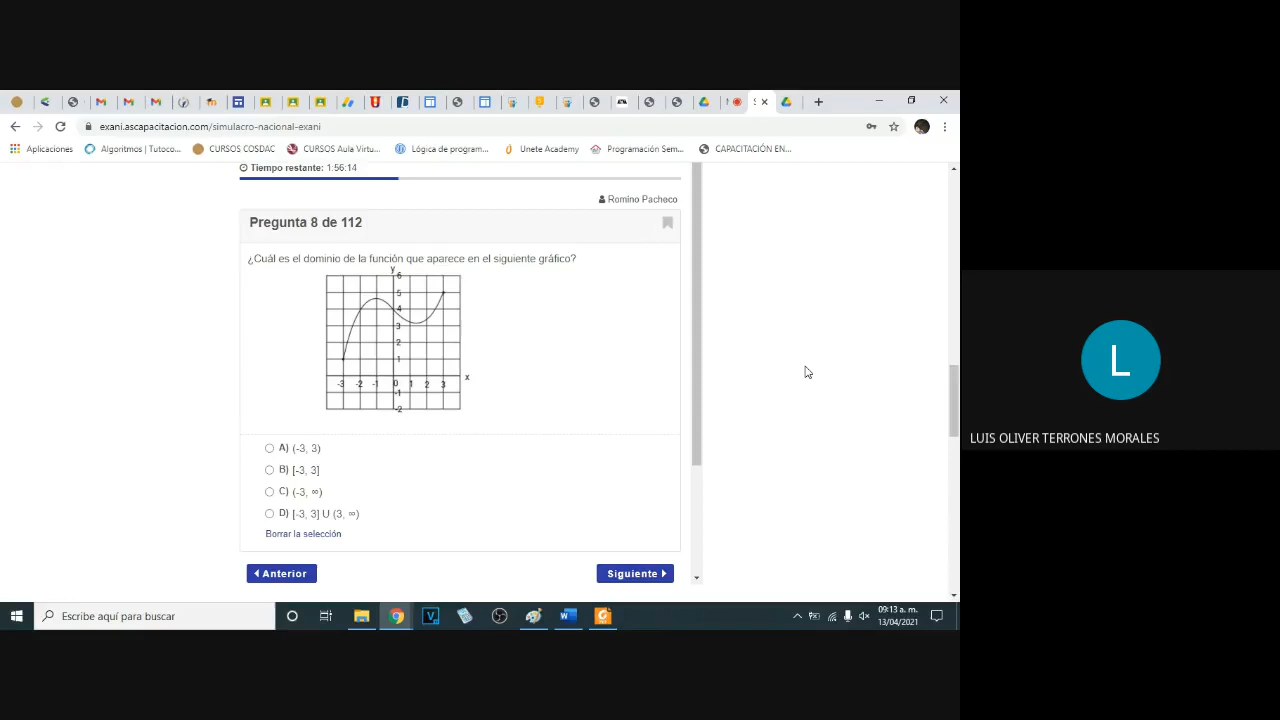 exani.ascapacitacion.com/simulacro-nacional-exani
Aplicaciones
Algoritmos | Tutoco...
CURSOS COSDAC
CURSOS Aula Virtu...
Lógica de program...
Unete Academy
Programación Sem...
CAPACITACIÓN EN...
Tiempo restante: 1:56:14
Romino Pacheco
Pregunta 8 de 112
¿Cuál es el dominio de la función que aparece en el siguiente gráfico?
y
6
5
4
3
2
1
-3 -2 -1 0 1 2 3 x
-1
-2
A) (-3, 3)
B) [-3, 3]
C) (-3, ∞)
D) [-3, 3] U (3, ∞)
Borrar la selección
Anterior
Siguiente
L
LUIS OLIVER TERRONES MORALES
Escribe aquí para buscar
09:13 a. m.
13/04/2021